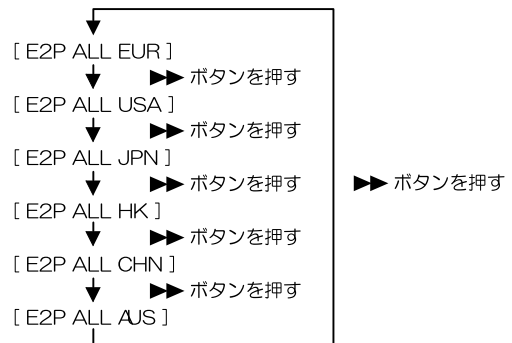 [ E2P ALL EUR ]
▶▶ ボタンを押す
[ E2P ALL USA ]
▶▶ ボタンを押す
[ E2P ALL JPN ]
▶▶ ボタンを押す
▶▶ ボタンを押す
[ E2P ALL HK ]
▶▶ ボタンを押す
[ E2P ALL CHN ]
▶▶ ボタンを押す
[ E2P ALL AUS ]